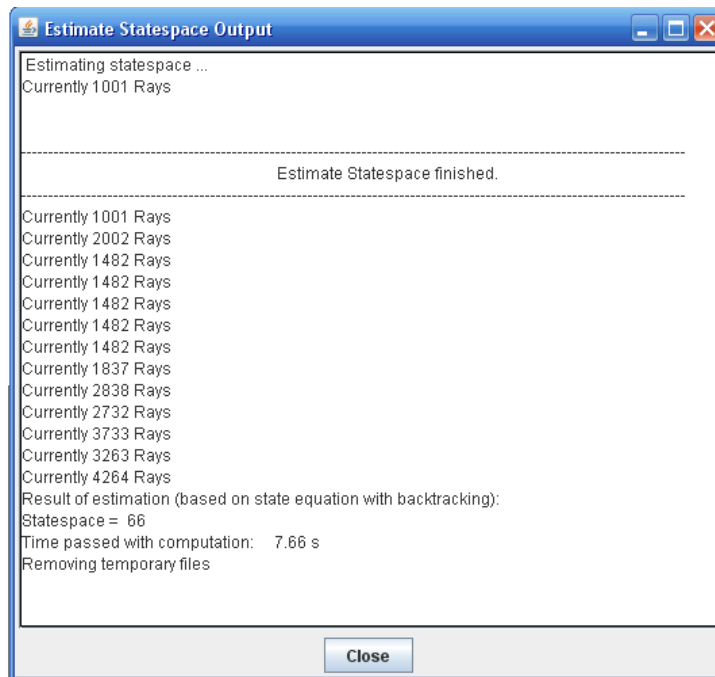 Estimate Statespace Output
Estimating statespace ...
Currently 1001 Rays
--------------------------------------------------------------------------------
Estimate Statespace finished.
--------------------------------------------------------------------------------
Currently 1001 Rays
Currently 2002 Rays
Currently 1482 Rays
Currently 1482 Rays
Currently 1482 Rays
Currently 1482 Rays
Currently 1482 Rays
Currently 1837 Rays
Currently 2838 Rays
Currently 2732 Rays
Currently 3733 Rays
Currently 3263 Rays
Currently 4264 Rays
Result of estimation (based on state equation with backtracking):
Statespace = 66
Time passed with computation: 7.66 s
Removing temporary files
Close